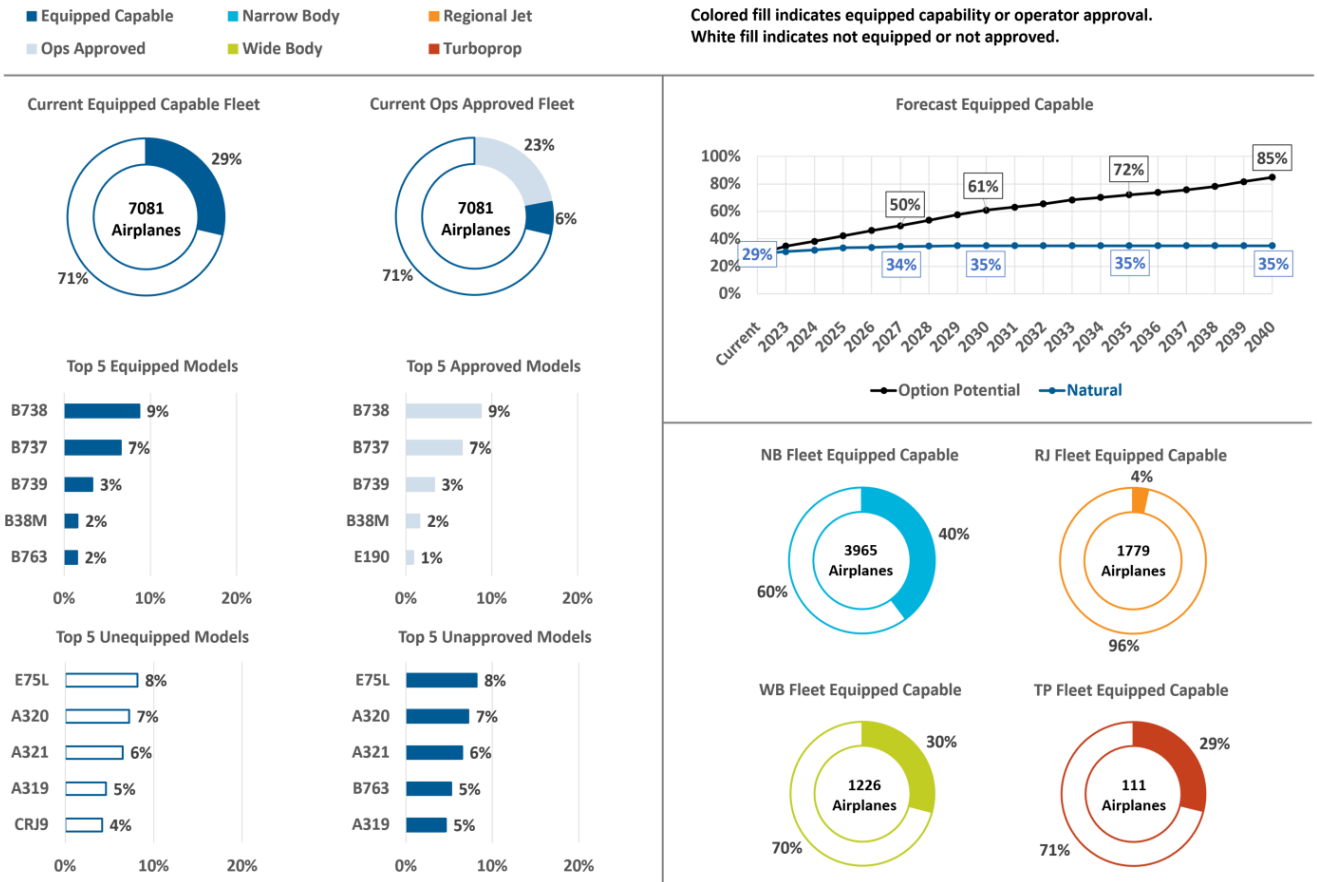 Equipped Capable
Narrow Body
Regional Jet
Ops Approved
Wide Body
Turboprop
Colored fill indicates equipped capability or operator approval.
White fill indicates not equipped or not approved.
Current Equipped Capable Fleet
29%
7081
Airplanes
71%
Current Ops Approved Fleet
23%
7081
Airplanes
6%
71%
Top 5 Equipped Models
B738
9%
B737
7%
B739
3%
B38M
2%
B763
2%
0%
10%
20%
Top 5 Approved Models
B738
9%
B737
7%
B739
3%
B38M
2%
E190
1%
0%
10%
20%
Top 5 Unequipped Models
E75L
8%
A320
7%
A321
6%
A319
5%
CRJ9
4%
0%
10%
20%
Top 5 Unapproved Models
E75L
8%
A320
7%
A321
6%
B763
5%
A319
5%
0%
10%
20%
Forecast Equipped Capable
100%
80%
60%
40%
20%
0%
50%
61%
72%
85%
29%
34%
35%
35%
35%
Current
2023
2024
2025
2026
2027
2028
2029
2030
2031
2032
2033
2034
2035
2036
2037
2038
2039
2040
Option Potential
Natural
NB Fleet Equipped Capable
40%
3965
Airplanes
60%
RJ Fleet Equipped Capable
4%
1779
Airplanes
96%
WB Fleet Equipped Capable
30%
1226
Airplanes
70%
TP Fleet Equipped Capable
29%
111
Airplanes
71%